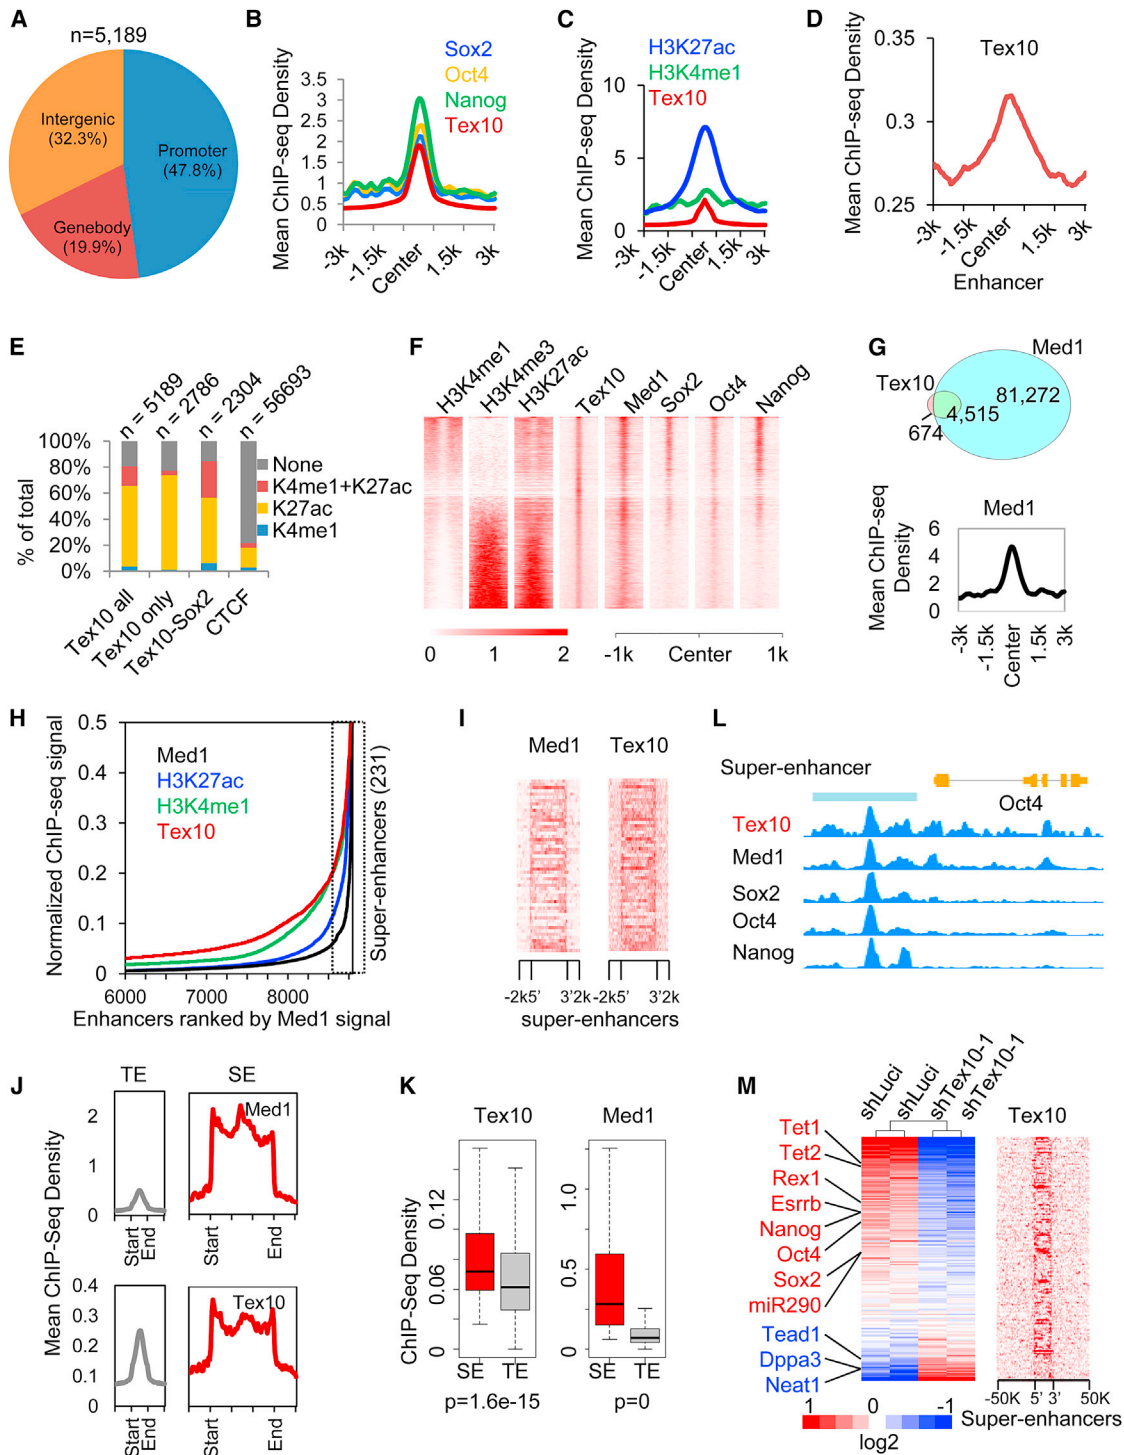 A
n=5,189
Intergenic
(32.3%)
Promoter
(47.8%)
Genebody
(19.9%)
B
Sox2
Oct4
Nanog
Tex10
Mean ChIP-seq Density
3.5
3
2.5
2
1.5
1
0.5
0
-3k
-1.5k
Center
1.5k
3k
C
H3K27ac
H3K4me1
Tex10
Mean ChIP-seq Density
10
5
0
-3k
-1.5k
Center
1.5k
3k
D
Tex10
Mean ChIP-seq Density
0.35
0.3
0.25
-3k
-1.5k
Center
1.5k
3k
Enhancer
E
n = 5189
n = 2786
n = 2304
n = 56693
% of total
100%
80%
60%
40%
20%
0%
None
K4me1+K27ac
K27ac
K4me1
Tex10 all
Tex10 only
Tex10-Sox2
CTCF
F
H3K4me1
H3K4me3
H3K27ac
Tex10
Med1
Sox2
Oct4
Nanog
0 1 2
-1k Center 1k
G
Med1
Tex10
81,272
4,515
674
Med1
Mean ChIP-seq
Density
6
4
2
0
-3k
-1.5k
Center
1.5k
3k
H
Normalized ChIP-seq signal
0.5
0.4
0.3
0.2
0.1
0
Med1
H3K27ac
H3K4me1
Tex10
Super-enhancers (231)
6000 7000 8000
Enhancers ranked by Med1 signal
I
Med1 Tex10
-2k5' 3'2k -2k5' 3'2k
super-enhancers
L
Super-enhancer
Oct4
Tex10
Med1
Sox2
Oct4
Nanog
J
TE SE
Mean ChIP-Seq Density
2
1
0
Med1
Start
End
Start
End
0.4
0.3
0.2
0.1
0
Tex10
Start
End
Start
End
K
Tex10 Med1
ChIP-Seq Density
0.12
0.06
0
1.0
0.5
0
SE TE SE TE
p=1.6e-15 p=0
M
shLuci
shLuci
shTex10-1
shTex10-1
Tex10
Tet1
Tet2
Rex1
Esrrb
Nanog
Oct4
Sox2
miR290
Tead1
Dppa3
Neat1
1 0 -1
log2
-50K 5' 3' 50K
Super-enhancers